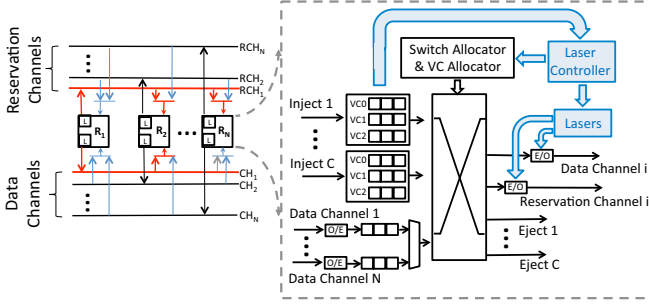 Reservation
Channels
RCH_N
RCH_2
RCH_1
L
L
R_1
L
L
R_2
L
L
R_N
Data
Channels
CH_1
CH_2
CH_N
Switch Allocator
& VC Allocator
Laser
Controller
Lasers
Inject 1
VC0
VC1
VC2
Inject C
VC0
VC1
VC2
Data Channel 1
O/E
O/E
Data Channel N
E/O
Data Channel i
E/O
Reservation Channel i
Eject 1
Eject C